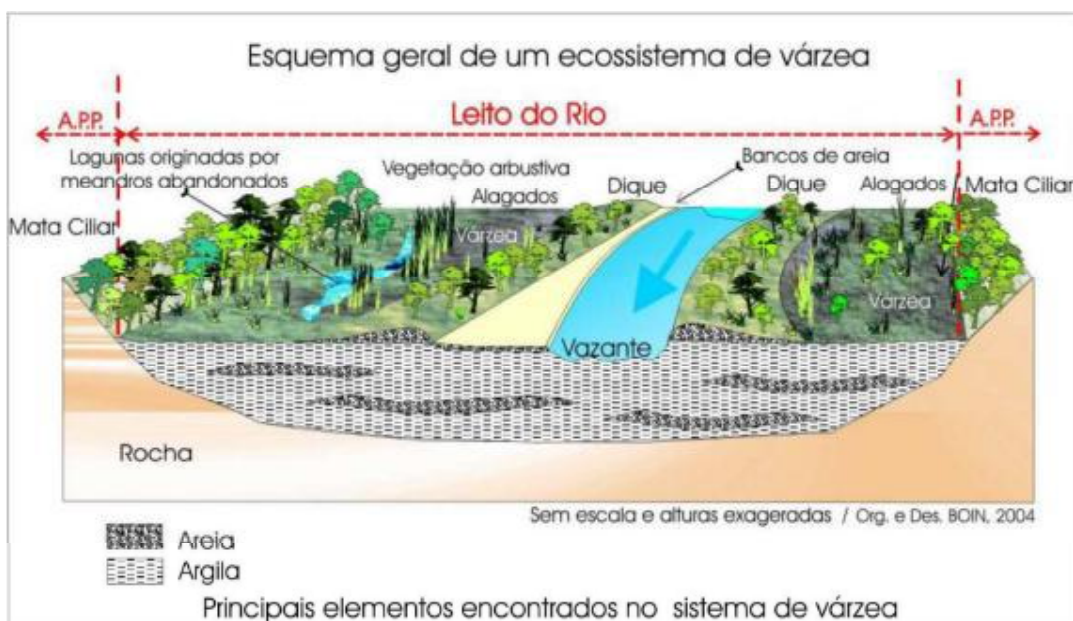 Esquema geral de um ecossistema de várzea
A.P.P.
Leito do Rio
A.P.P.
Lagunas originadas por
meandros abandonados
Vegetação arbustiva
Bancos de areia
Alagados
Dique
Dique
Alagados
Mata Ciliar
Mata Ciliar
Várzea
Várzea
Vazante
Rocha
Sem escala e alturas exageradas / Org. e Des. BOIN, 2004
Areia
Argila
Principais elementos encontrados no sistema de várzea